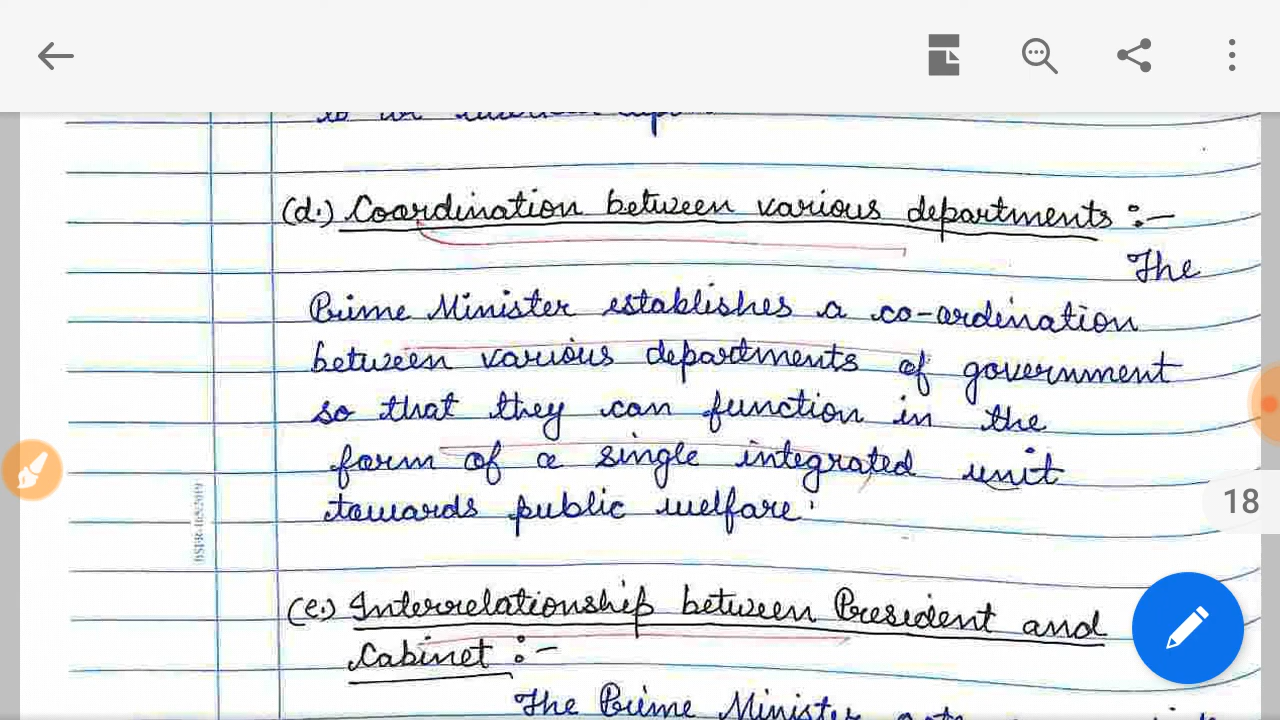 (d.) Coordination between various departments :-
The
Prime Minister establishes a co-ordination
between various departments of government
so that they can function in the
form of a single integrated unit
towards public welfare.
18
(e.) Interrelationship between President and
Cabinet :-
The Prime Minister